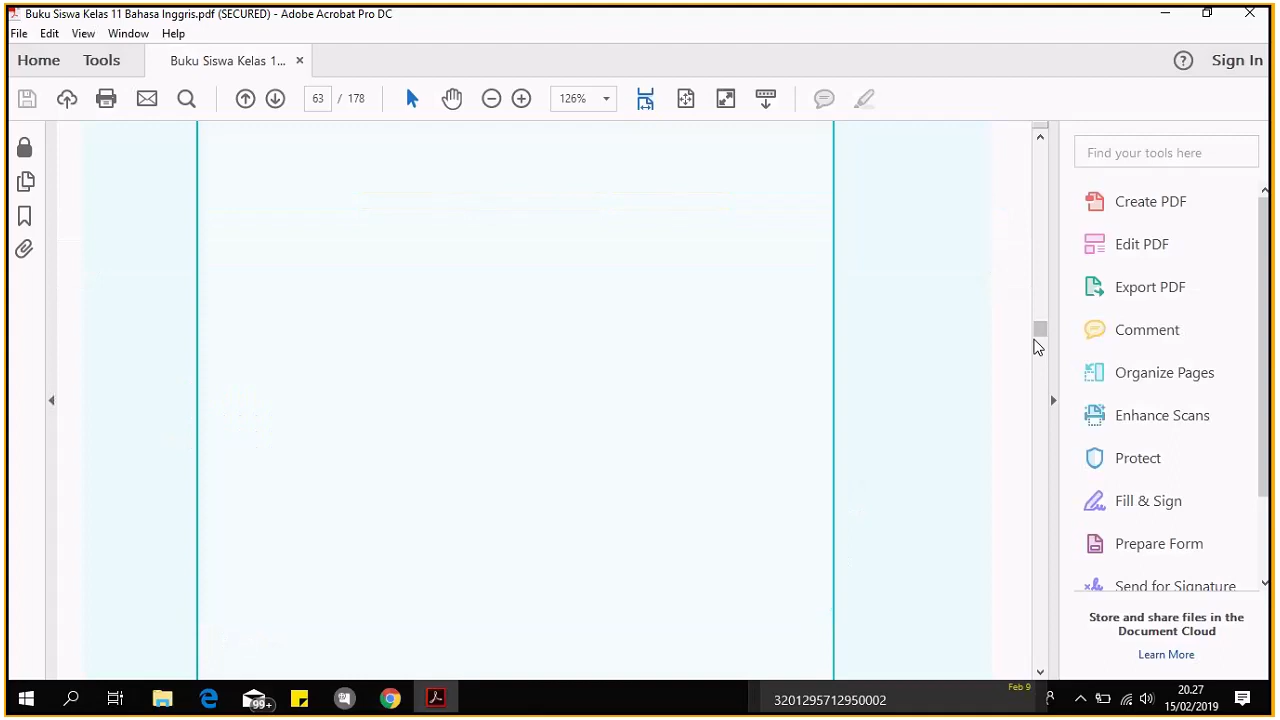 Buku Siswa Kelas 11 Bahasa Inggris.pdf (SECURED) - Adobe Acrobat Pro DC
File Edit View Window Help
Home Tools Buku Siswa Kelas 1... × Sign In
63 / 178 126%
Find your tools here
Create PDF
Edit PDF
Export PDF
Comment
Organize Pages
Enhance Scans
Protect
Fill & Sign
Prepare Form
Send for Signature
Store and share files in the
Document Cloud
Learn More
99+
3201295712950002
Feb 9
20.27
15/02/2019